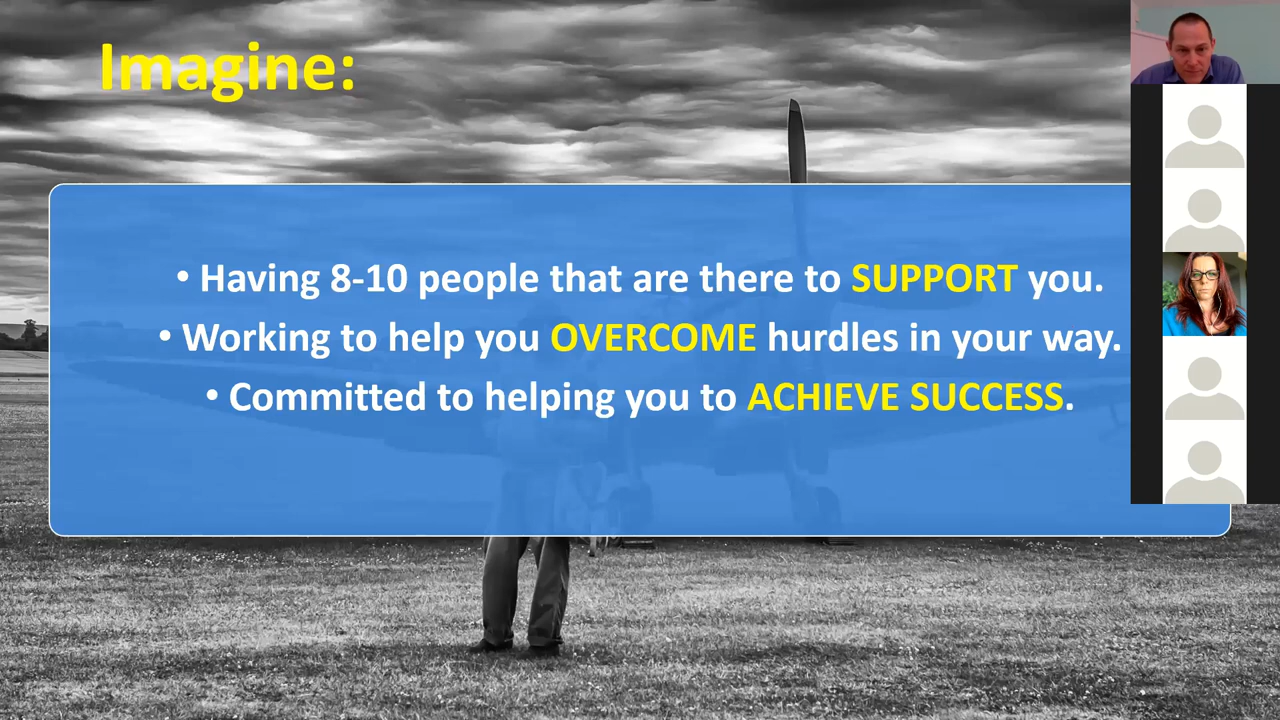 Imagine:
• Having 8-10 people that are there to SUPPORT you.
• Working to help you OVERCOME hurdles in your way.
• Committed to helping you to ACHIEVE SUCCESS.